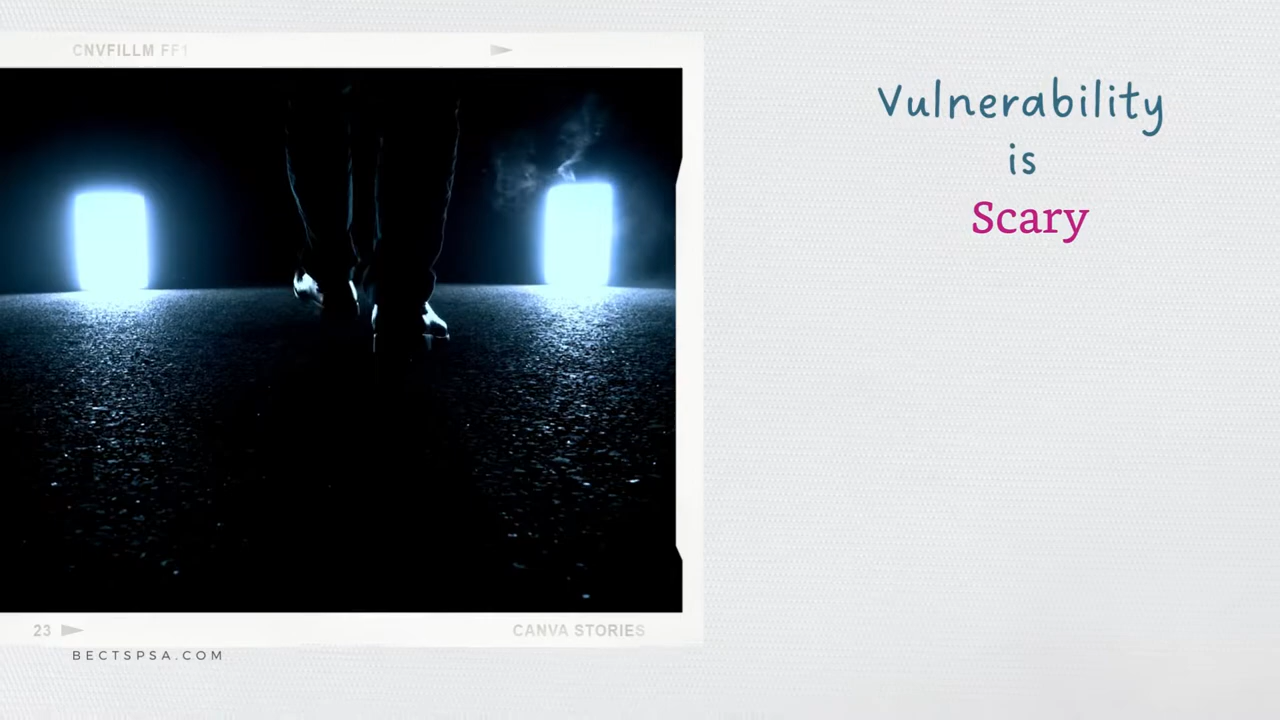 CNVFILLM FF1
Vulnerability
is
Scary
23
CANVA STORIES
BECTSPSA.COM